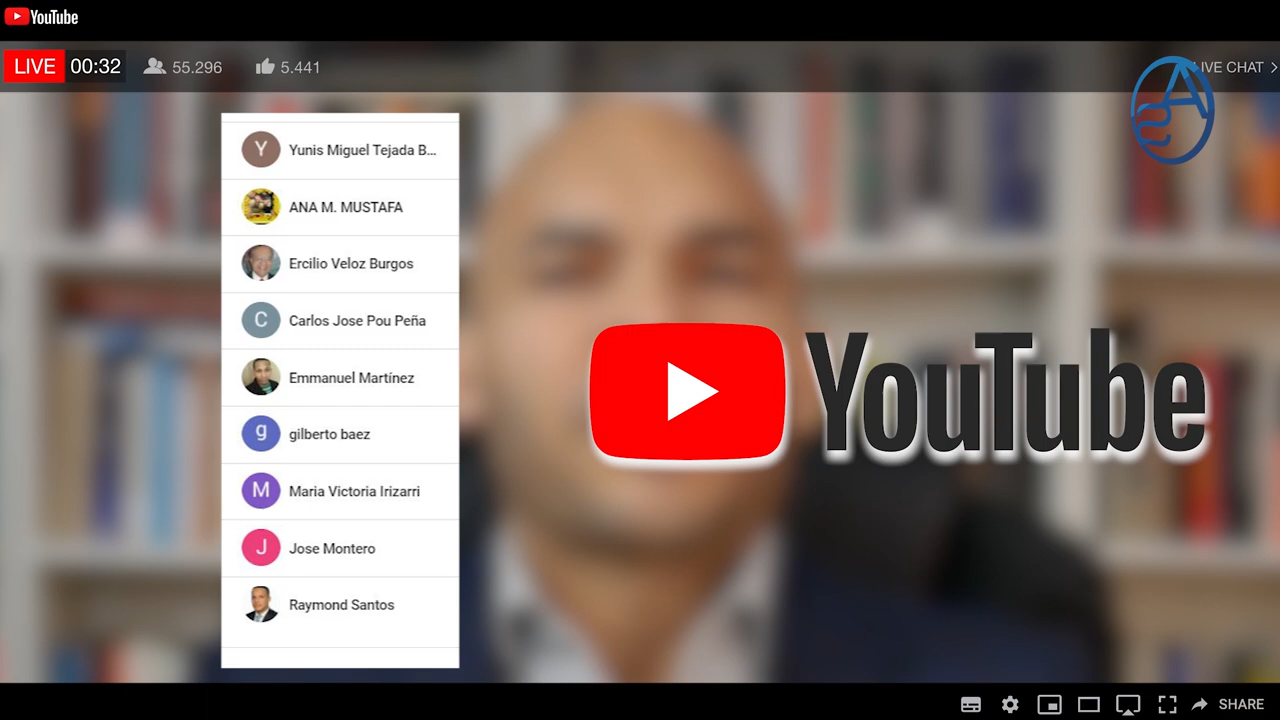 YouTube
LIVE 00:32 55.296 5.441 LIVE CHAT
Y Yunis Miguel Tejada B...
ANA M. MUSTAFA
Ercilio Veloz Burgos
C Carlos Jose Pou Peña
Emmanuel Martínez
g gilberto baez
M Maria Victoria Irizarri
J Jose Montero
Raymond Santos
YouTube
SHARE